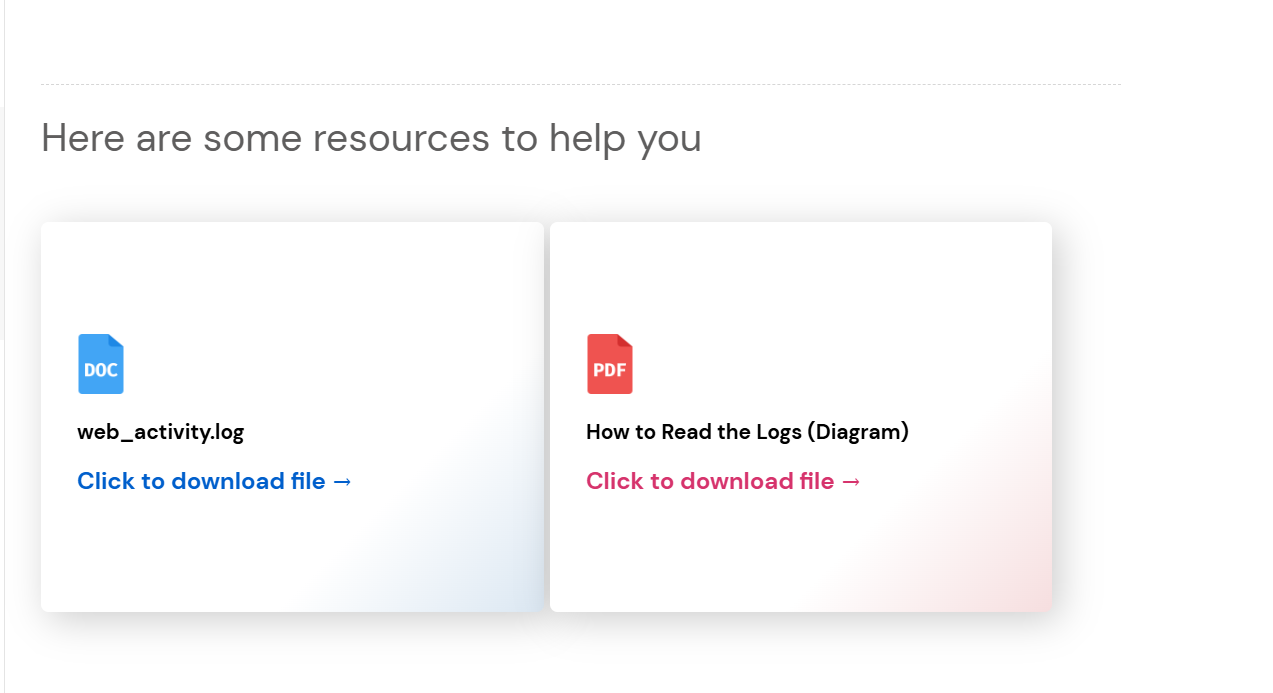 Here are some resources to help you
DOC
web_activity.log
Click to download file →
PDF
How to Read the Logs (Diagram)
Click to download file →